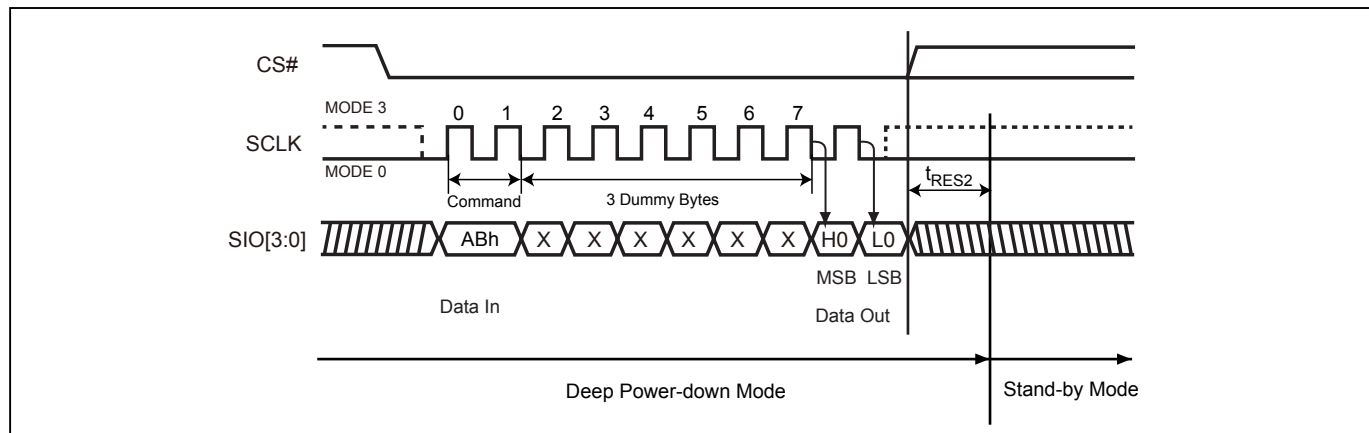 CS#
MODE 3
0 1 2 3 4 5 6 7
SCLK
MODE 0
tRES2
Command
3 Dummy Bytes
SIO[3:0]
ABh X X X X X X H0 L0
MSB LSB
Data In
Data Out
Deep Power-down Mode
Stand-by Mode